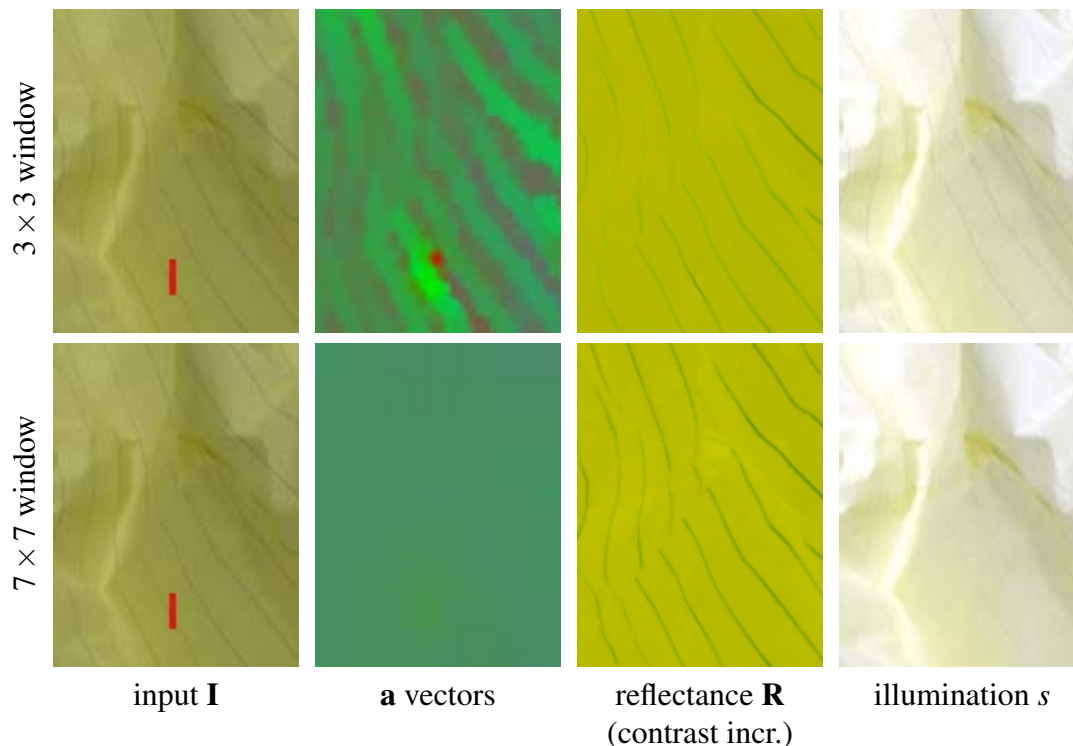 3 × 3 window
7 × 7 window
input I
a vectors
reflectance R
(contrast incr.)
illumination s